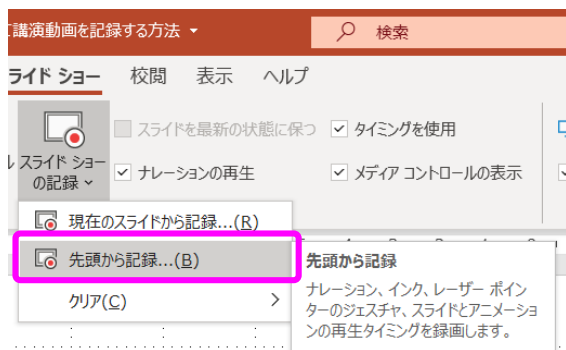 講演動画を記録する方法
検索
ライド ショー 校閲 表示 ヘルプ
スライドを最新の状態に保つ タイミングを使用
スライド ショー
の記録
ナレーションの再生 メディア コントロールの表示
現在のスライドから記録...(R)
先頭から記録...(B)
クリア(C)
先頭から記録
ナレーション、インク、レーザー ポイン
ターのジェスチャ、スライドとアニメーショ
ンの再生タイミングを録画します。